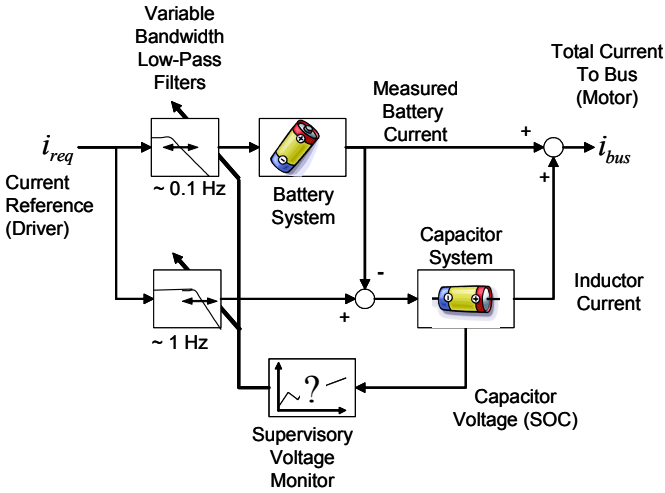 Variable
Bandwidth
Low-Pass
Filters
Total Current
To Bus
(Motor)
Measured
Battery
Current
i_req
+
i_bus
+
~ 0.1 Hz
Current
Reference
(Driver)
Battery
System
Capacitor
System
-
Inductor
Current
+
~ 1 Hz
?
Capacitor
Voltage (SOC)
Supervisory
Voltage
Monitor